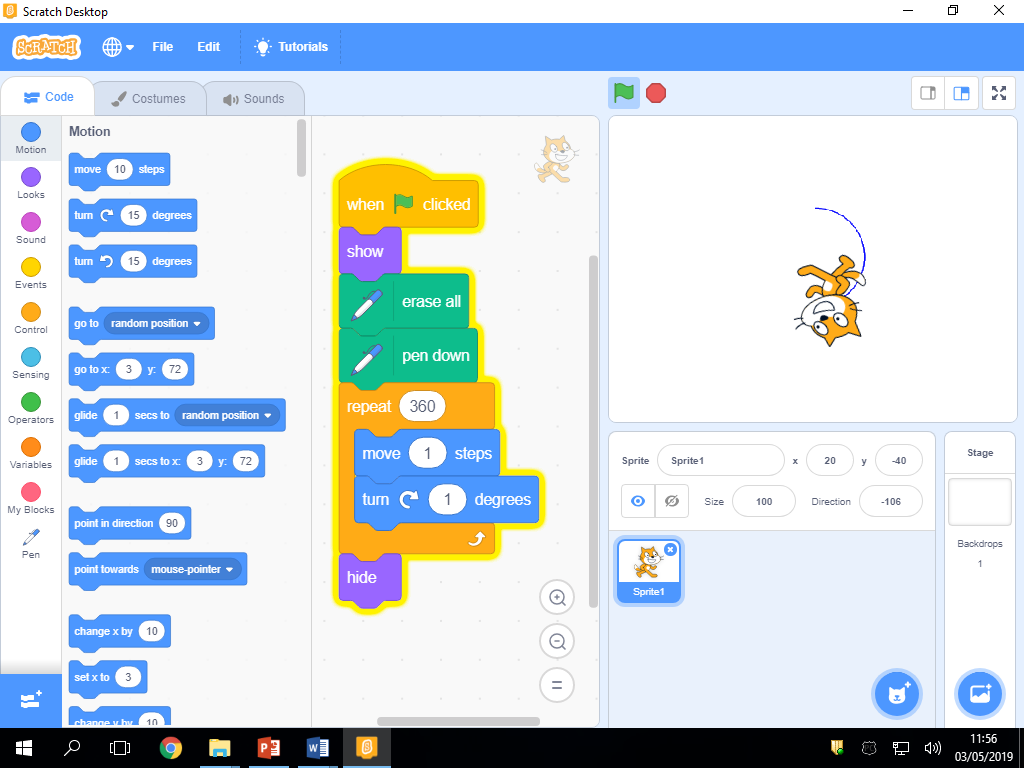 Scratch Desktop
SCRATCH
File
Edit
Tutorials
Code
Costumes
Sounds
Motion
Looks
Sound
Events
Control
Sensing
Operators
Variables
My Blocks
Pen
Motion
move 10 steps
turn 15 degrees
turn 15 degrees
go to random position
go to x: 3 y: 72
glide 1 secs to random position
glide 1 secs to x: 3 y: 72
point in direction 90
point towards mouse-pointer
change x by 10
set x to 3
change y by 10
when clicked
show
erase all
pen down
repeat 360
move 1 steps
turn 1 degrees
hide
Sprite Sprite1 x 20 y -40
Size 100 Direction -106
Sprite1
Stage
Backdrops
1
11:56
03/05/2019